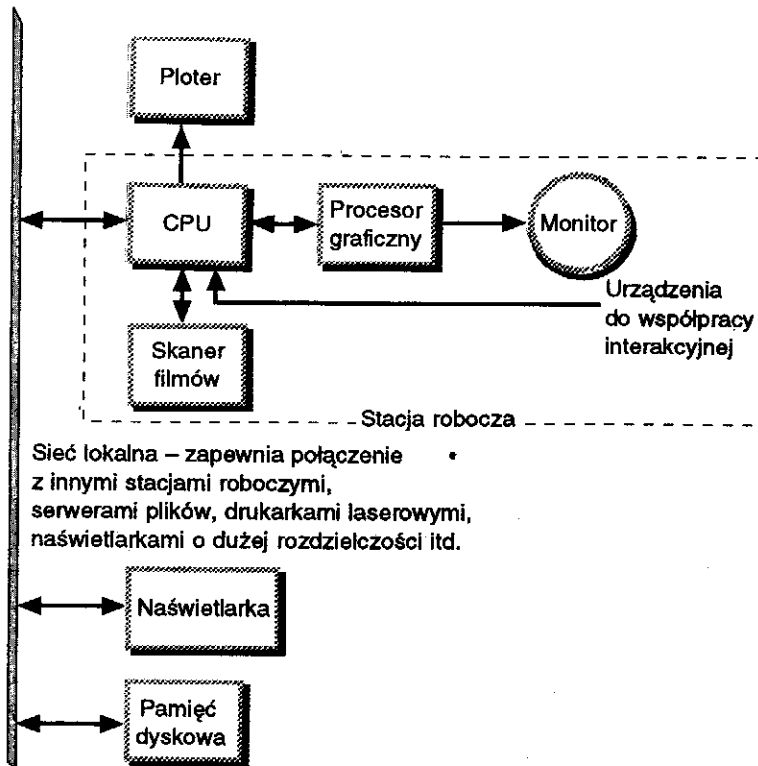 Ploter
CPU
Procesor
graficzny
Monitor
Urządzenia
do współpracy
interakcyjnej
Skaner
filmów
Stacja robocza
Sieć lokalna – zapewnia połączenie
z innymi stacjami roboczymi,
serwerami plików, drukarkami laserowymi,
naświetlarkami o dużej rozdzielczości itd.
Naświetlarka
Pamięć
dyskowa